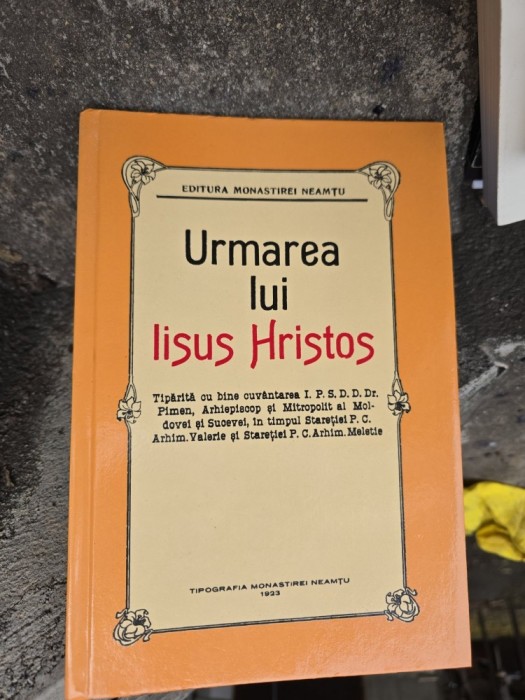 EDITURA MONASTIREI NEAMȚU
Urmarea
lui
Iisus Hristos
Tipărită cu bine cuvântarea I. P. S. D. D. Dr.
Pimen, Arhiepiscop și Mitropolit al Mol-
dovei și Sucevei, în timpul Stareției P. C.
Arhim. Valerie și Stareției P. C. Arhim. Meletie
TIPOGRAFIA MONASTIREI NEAMȚU
1923